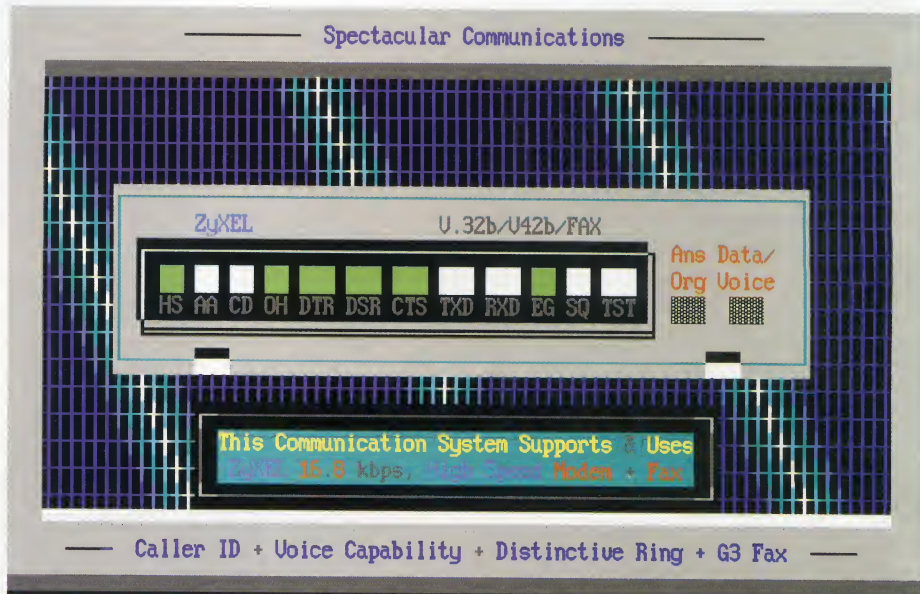 Spectacular Communications
ZyXEL V.32b/V42b/FAX
Ans Data/
Org Voice
HS AA CD OH DTR DSR CTS TXD RXD EG SQ TST
This Communication System Supports & Uses
ZyXEL 16.8 kbps, High Speed Modem + Fax
Caller ID + Voice Capability + Distinctive Ring + G3 Fax